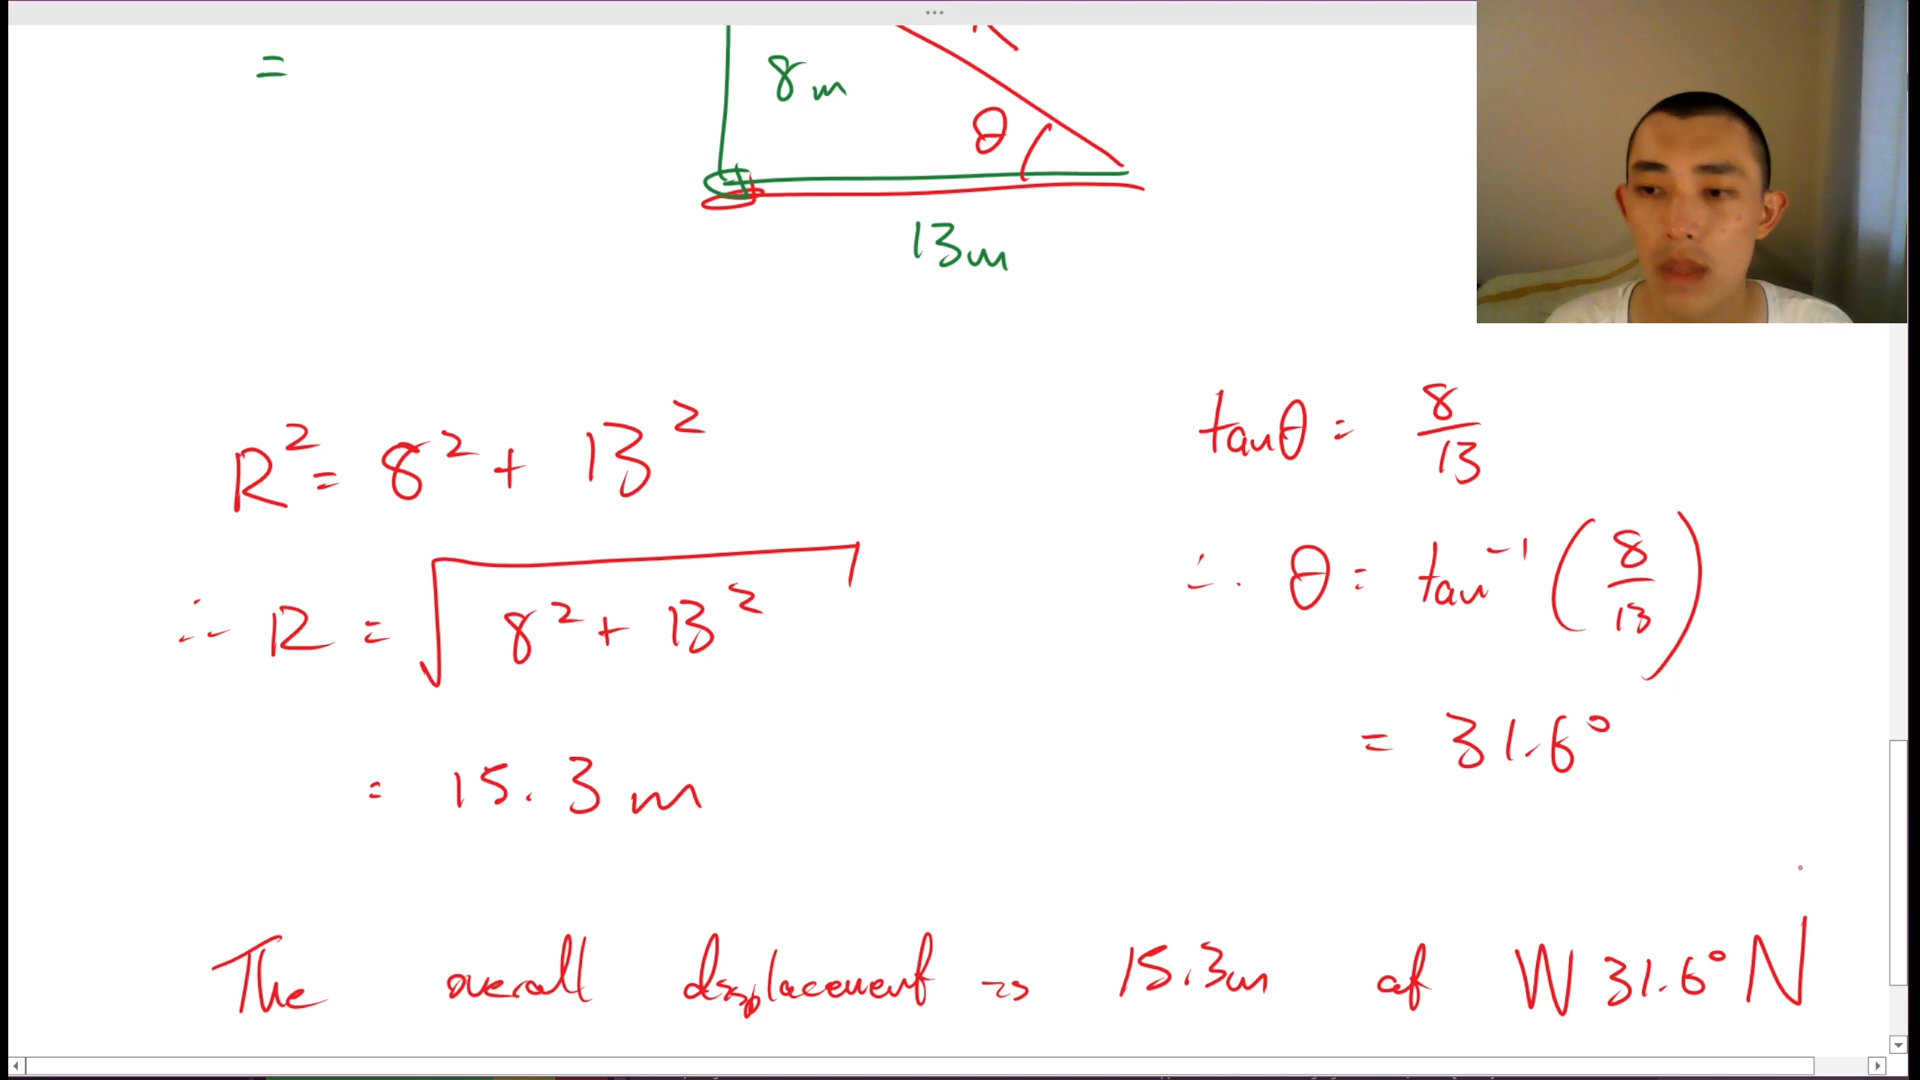 =
8m
θ
13m
R² = 8² + 13²
tanθ = 8/13
∴ R = √(8² + 13²)
∴ θ = tan⁻¹(8/13)
= 15.3m
= 31.6°
The overall displacement is 15.3m at W 31.6° N